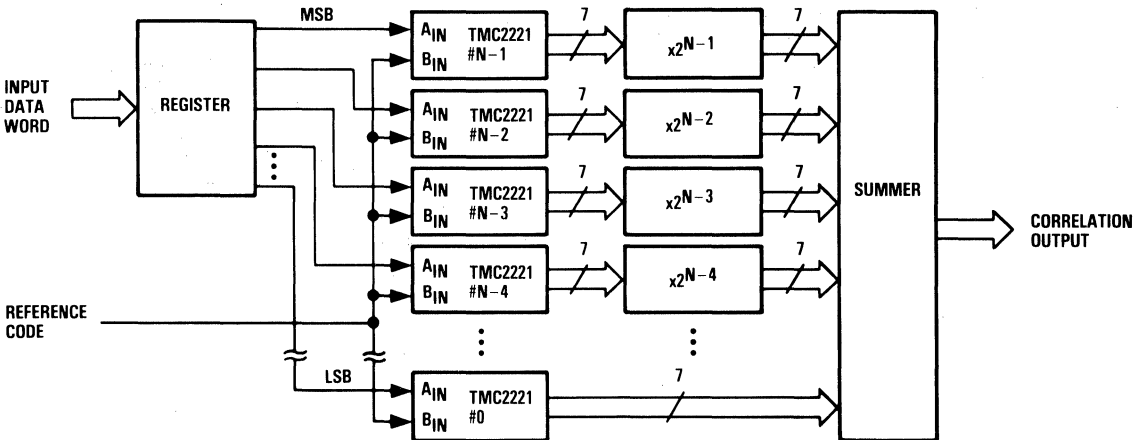 MSB
INPUT
DATA
WORD
REGISTER
AIN TMC2221
BIN #N-1
7
x2N-1
7
AIN TMC2221
BIN #N-2
7
x2N-2
7
AIN TMC2221
BIN #N-3
7
x2N-3
7
AIN TMC2221
BIN #N-4
7
x2N-4
7
SUMMER
CORRELATION
OUTPUT
REFERENCE
CODE
LSB
AIN TMC2221
BIN #0
7